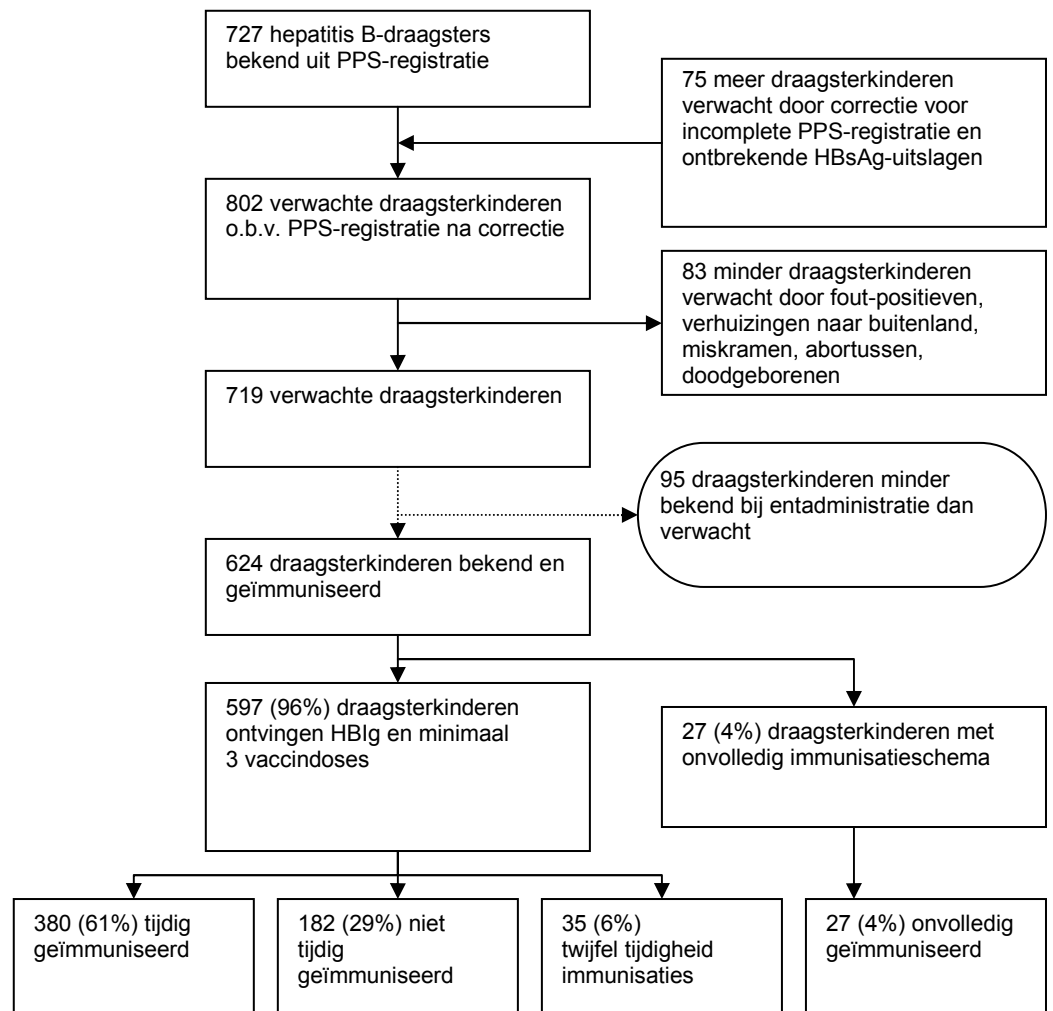 727 hepatitis B-draagsters
bekend uit PPS-registratie
75 meer draagsterkinderen
verwacht door correctie voor
incomplete PPS-registratie en
ontbrekende HBsAg-uitslagen
802 verwachte draagsterkinderen
o.b.v. PPS-registratie na correctie
83 minder draagsterkinderen
verwacht door fout-positieven,
verhuizingen naar buitenland,
miskramen, abortussen,
doodgeborenen
719 verwachte draagsterkinderen
95 draagsterkinderen minder
bekend bij entadministratie dan
verwacht
624 draagsterkinderen bekend en
geïmmuniseerd
597 (96%) draagsterkinderen
ontvingen HBIg en minimaal
3 vaccindoses
27 (4%) draagsterkinderen met
onvolledig immunisatieschema
380 (61%) tijdig
geïmmuniseerd
182 (29%) niet
tijdig
geïmmuniseerd
35 (6%)
twijfel tijdigheid
immunisaties
27 (4%) onvolledig
geïmmuniseerd